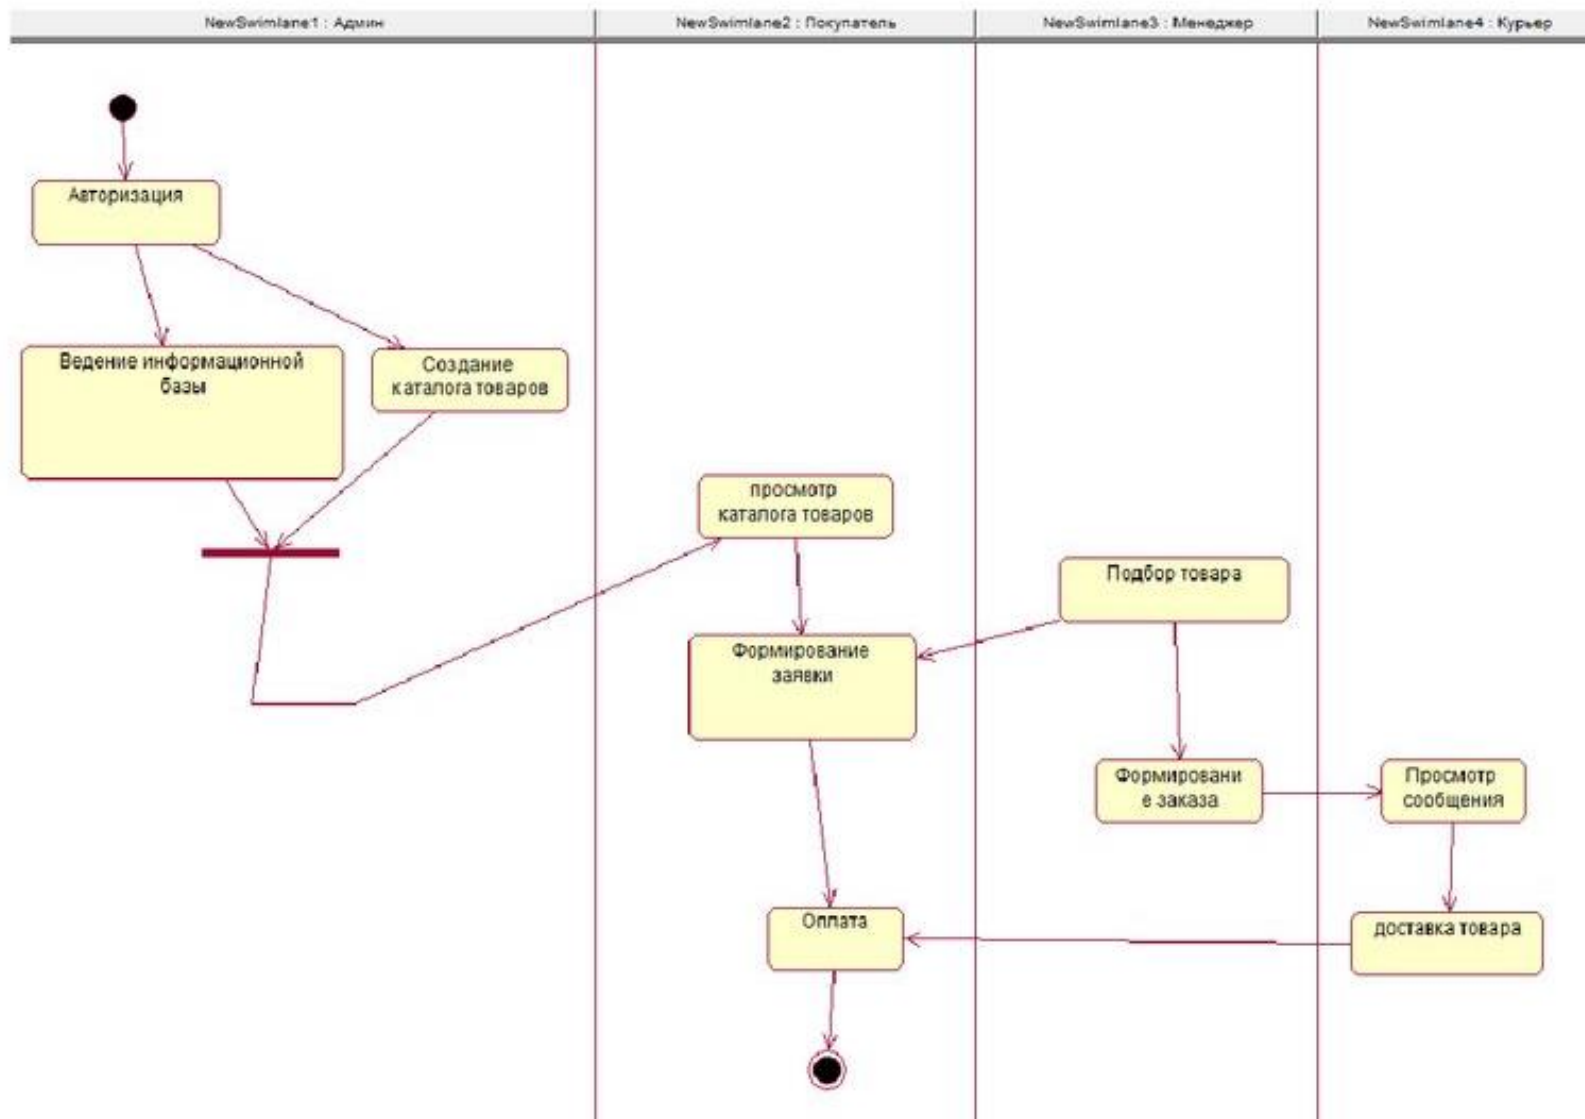 NewSwimlane1 : Админ
NewSwimlane2 : Покупатель
NewSwimlane3 : Менеджер
NewSwimlane4 : Курьер
Авторизация
Ведение информационной
базы
Создание
каталога товаров
просмотр
каталога товаров
Подбор товара
Формирование
заявки
Формировани
е заказа
Просмотр
сообщения
Оплата
доставка товара